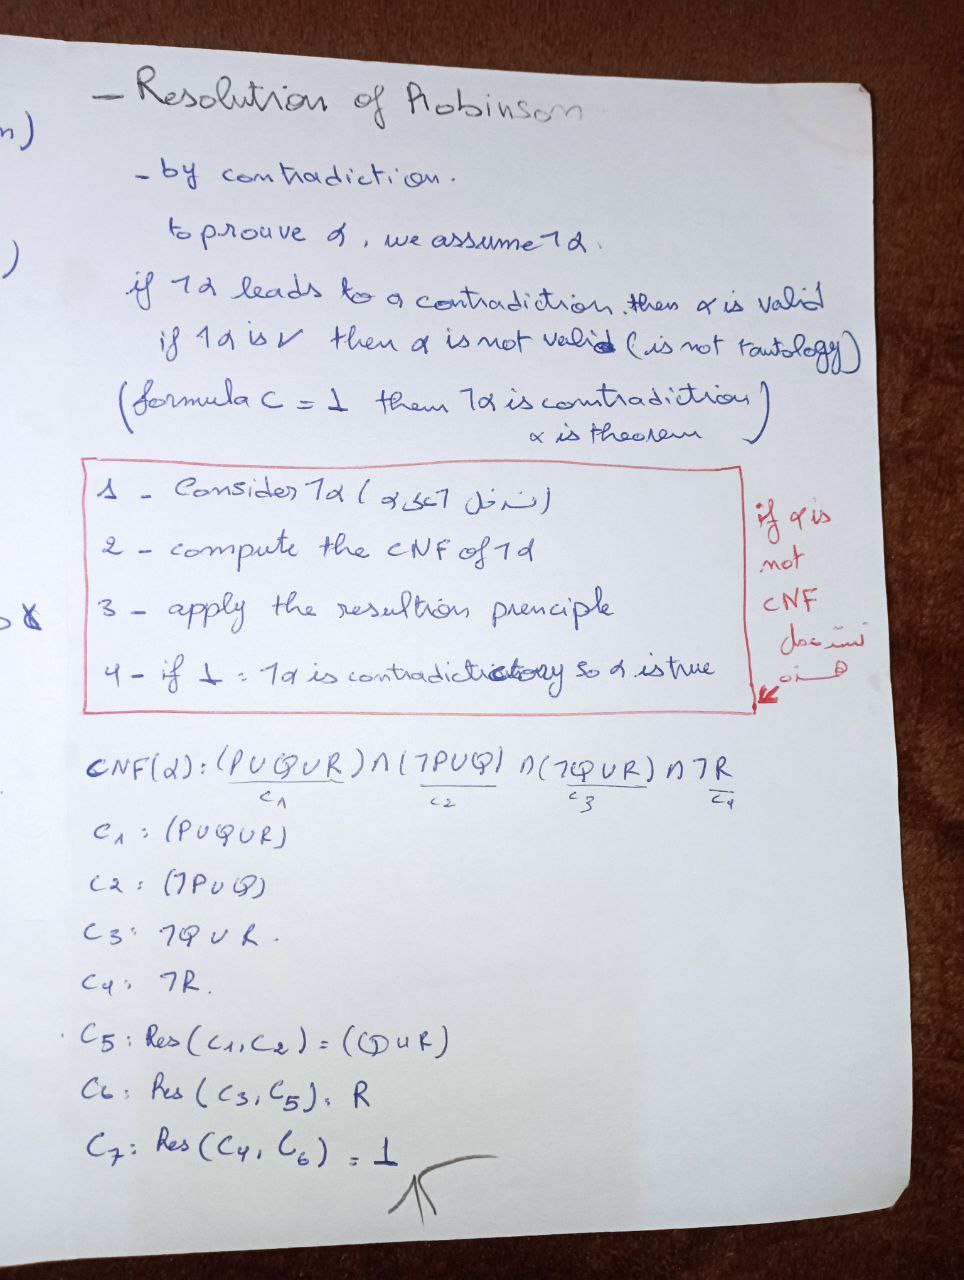 n)
)
- Resolution of Robinson
- by contradiction.
to prouve α, we assume ¬α.
if ¬α leads to a contradiction. then α is valid
if ¬α is ✓ then α is not valid (is not tautology)
(formula C = ⊥ them ¬α is contradiction)
α is theorem
1 - Consider ¬α (ندخل ¬ على α)
2 - compute the CNF of ¬α
3 - apply the resultion prenciple
4 - if ⊥ = ¬α is contradictiotory so α is true
if α is
not
CNF
CNF(α): (P∪Q∪R)∩(¬P∪Q)∩(¬Q∪R)∩¬R
C1 C2 C3 C4
C1 : (P∪Q∪R)
C2 : (¬P∪Q)
C3 : ¬Q∪R.
C4 : ¬R.
C5 : Res(C1,C2) = (Q∪R)
C6 : Res(C3,C5) : R
C7 : Res(C4,C6) = ⊥